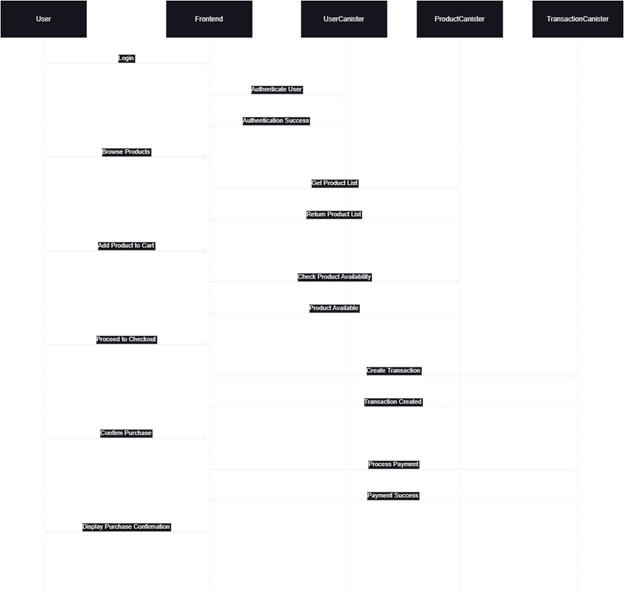 User
Frontend
UserCanister
ProductCanister
TransactionCanister
Login
Authenticate User
Authentication Success
Browse Products
Get Product List
Return Product List
Add Product to Cart
Check Product Availability
Product Available
Proceed to Checkout
Create Transaction
Transaction Created
Confirm Purchase
Process Payment
Payment Success
Display Purchase Confirmation